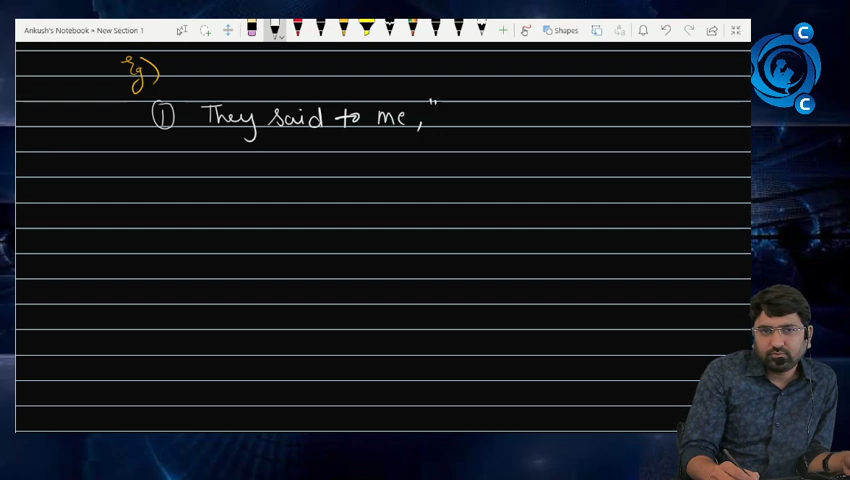 Ankush's Notebook » New Section 1
Shapes
C
C
Eg)
① They said to me, "